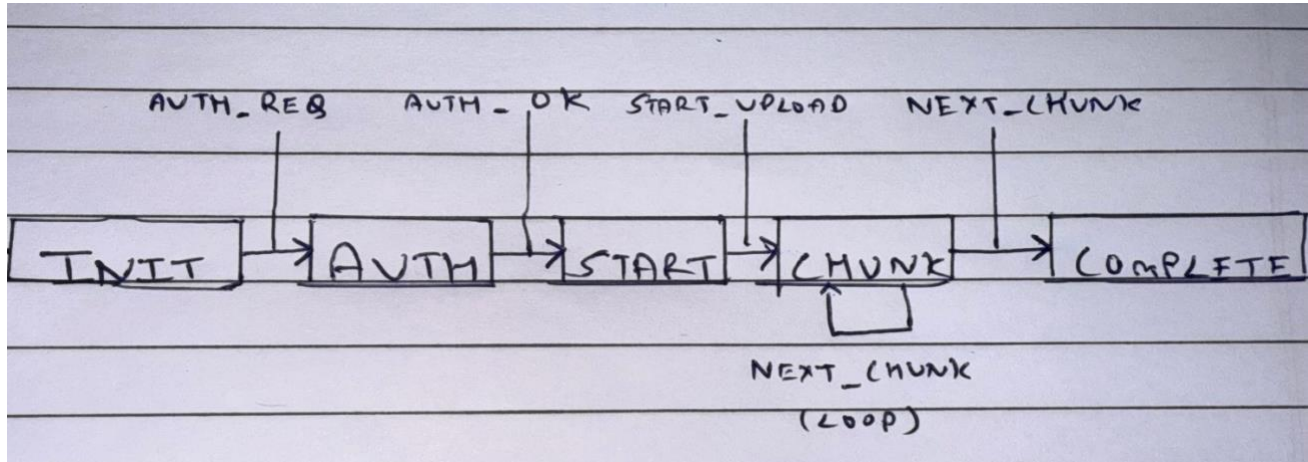 AUTH_REQ AUTH_OK START_UPLOAD NEXT_CHUNK
INIT AUTH START CHUNK COMPLETE
NEXT_CHUNK
(LOOP)